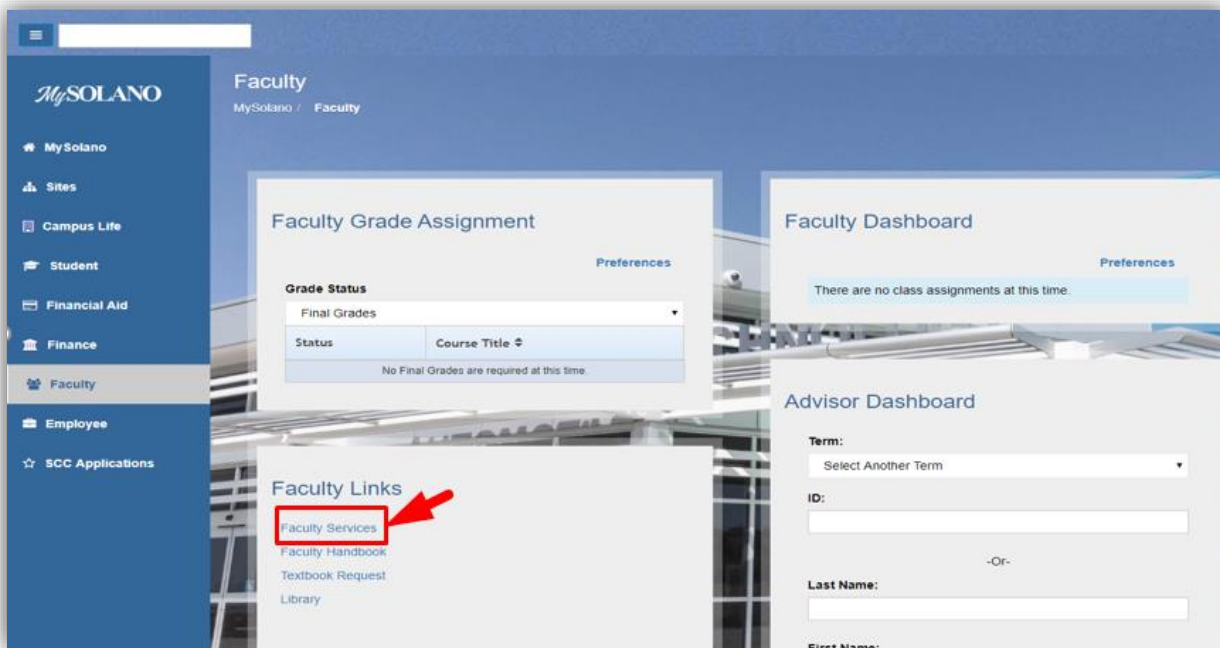 MySOLANO
MySolano
Sites
Campus Life
Student
Financial Aid
Finance
Faculty
Employee
SCC Applications
Faculty
MySolano / Faculty
Faculty Grade Assignment
Preferences
Grade Status
Final Grades
Status Course Title
No Final Grades are required at this time.
Faculty Links
Faculty Services
Faculty Handbook
Textbook Request
Library
Faculty Dashboard
Preferences
There are no class assignments at this time.
Advisor Dashboard
Term:
Select Another Term
ID:
-Or-
Last Name:
First Name: